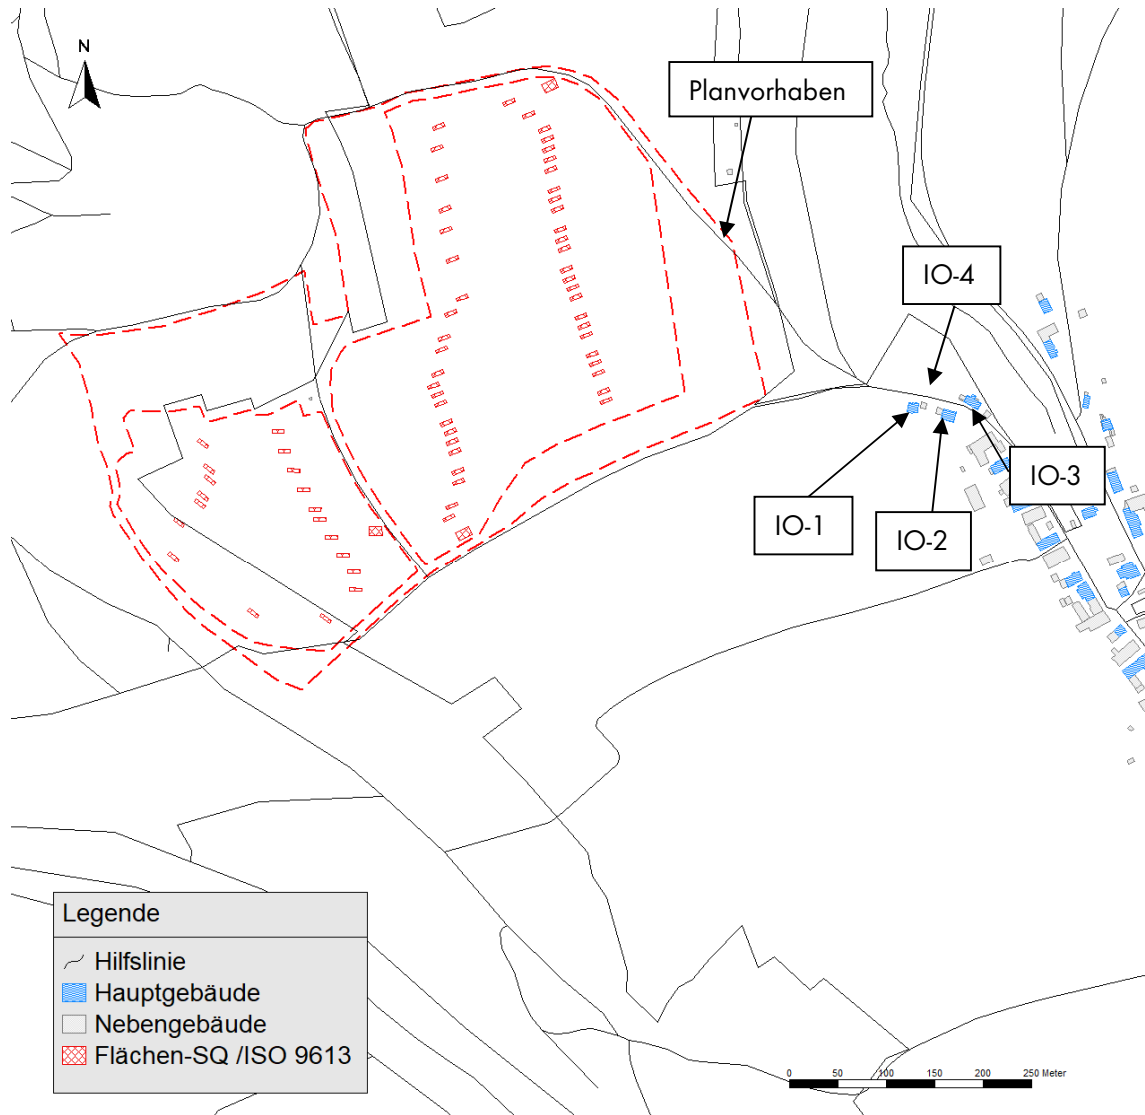 N
Planvorhaben
IO-4
IO-1
IO-2
IO-3
Legende
Hilfslinie
Hauptgebäude
Nebengebäude
Flächen-SQ /ISO 9613
0 50 100 150 200 250 Meter